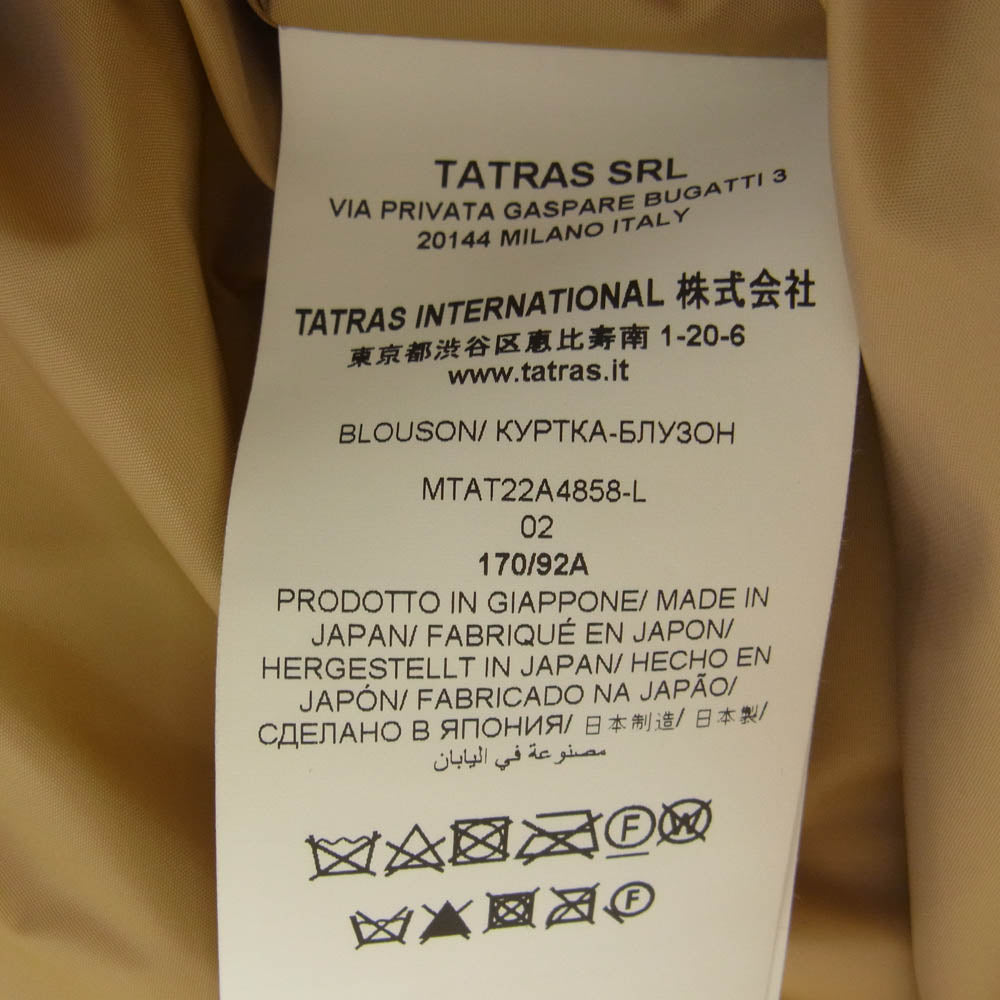 TATRAS SRL
VIA PRIVATA GASPARE BUGATTI 3
20144 MILANO ITALY
TATRAS INTERNATIONAL 株式会社
東京都渋谷区恵比寿南 1-20-6
www.tatras.it
BLOUSON/ КУРТКА-БЛУЗОН
MTAT22A4858-L
02
170/92A
PRODOTTO IN GIAPPONE/ MADE IN
JAPAN/ FABRIQUÉ EN JAPON/
HERGESTELLT IN JAPAN/ HECHO EN
JAPÓN/ FABRICADO NA JAPÃO/
СДЕЛАНО В ЯПОНИЯ/ 日本制造/ 日本製/
مصنوعة في اليابان
F W
F